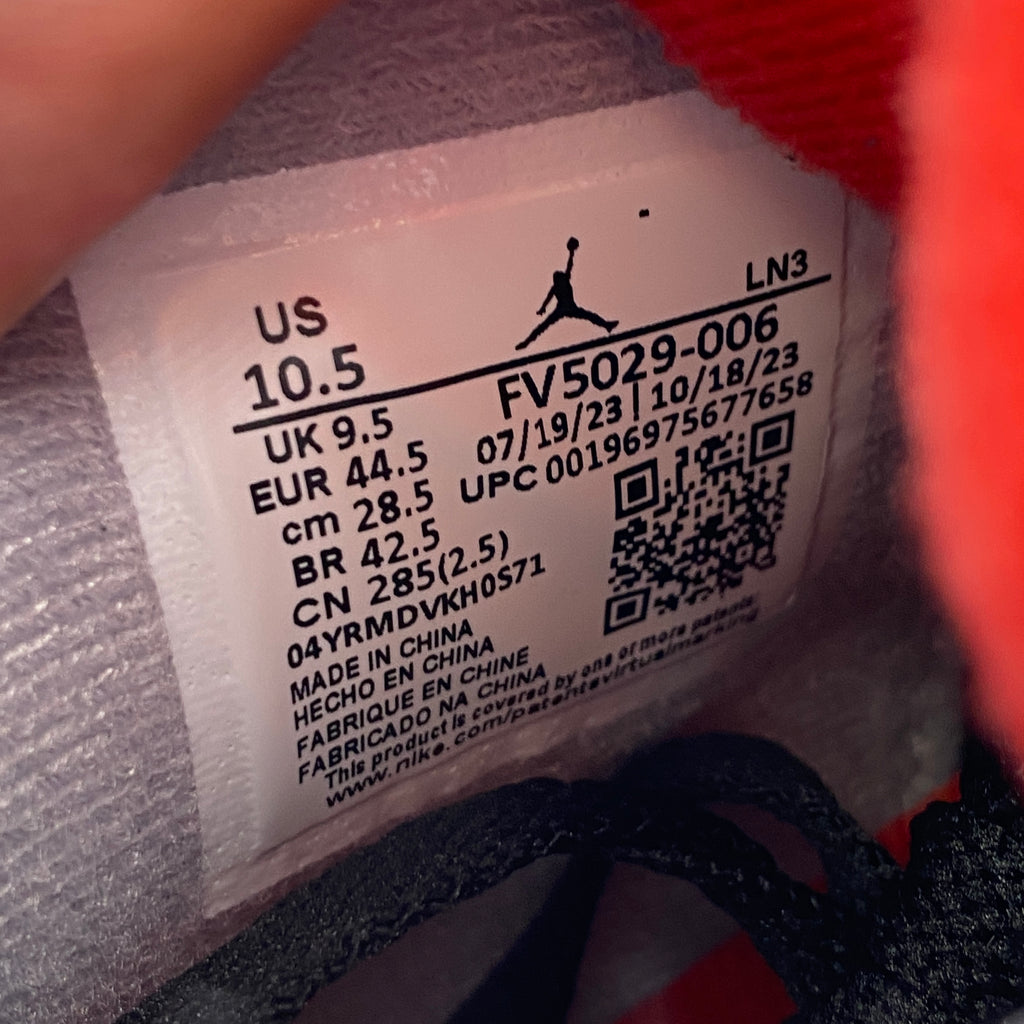 US
10.5
LN3
UK 9.5
EUR 44.5
cm 28.5
BR 42.5
CN 285(2.5)
04YRMDVKH0S71
MADE IN CHINA
HECHO EN CHINA
FABRIQUE EN CHINE
FABRICADO NA CHINA
This product is covered by one or more patents
www.nike.com/patentsvirtualmarking
FV5029-006
07/19/23 | 10/18/23
UPC 00196975677658